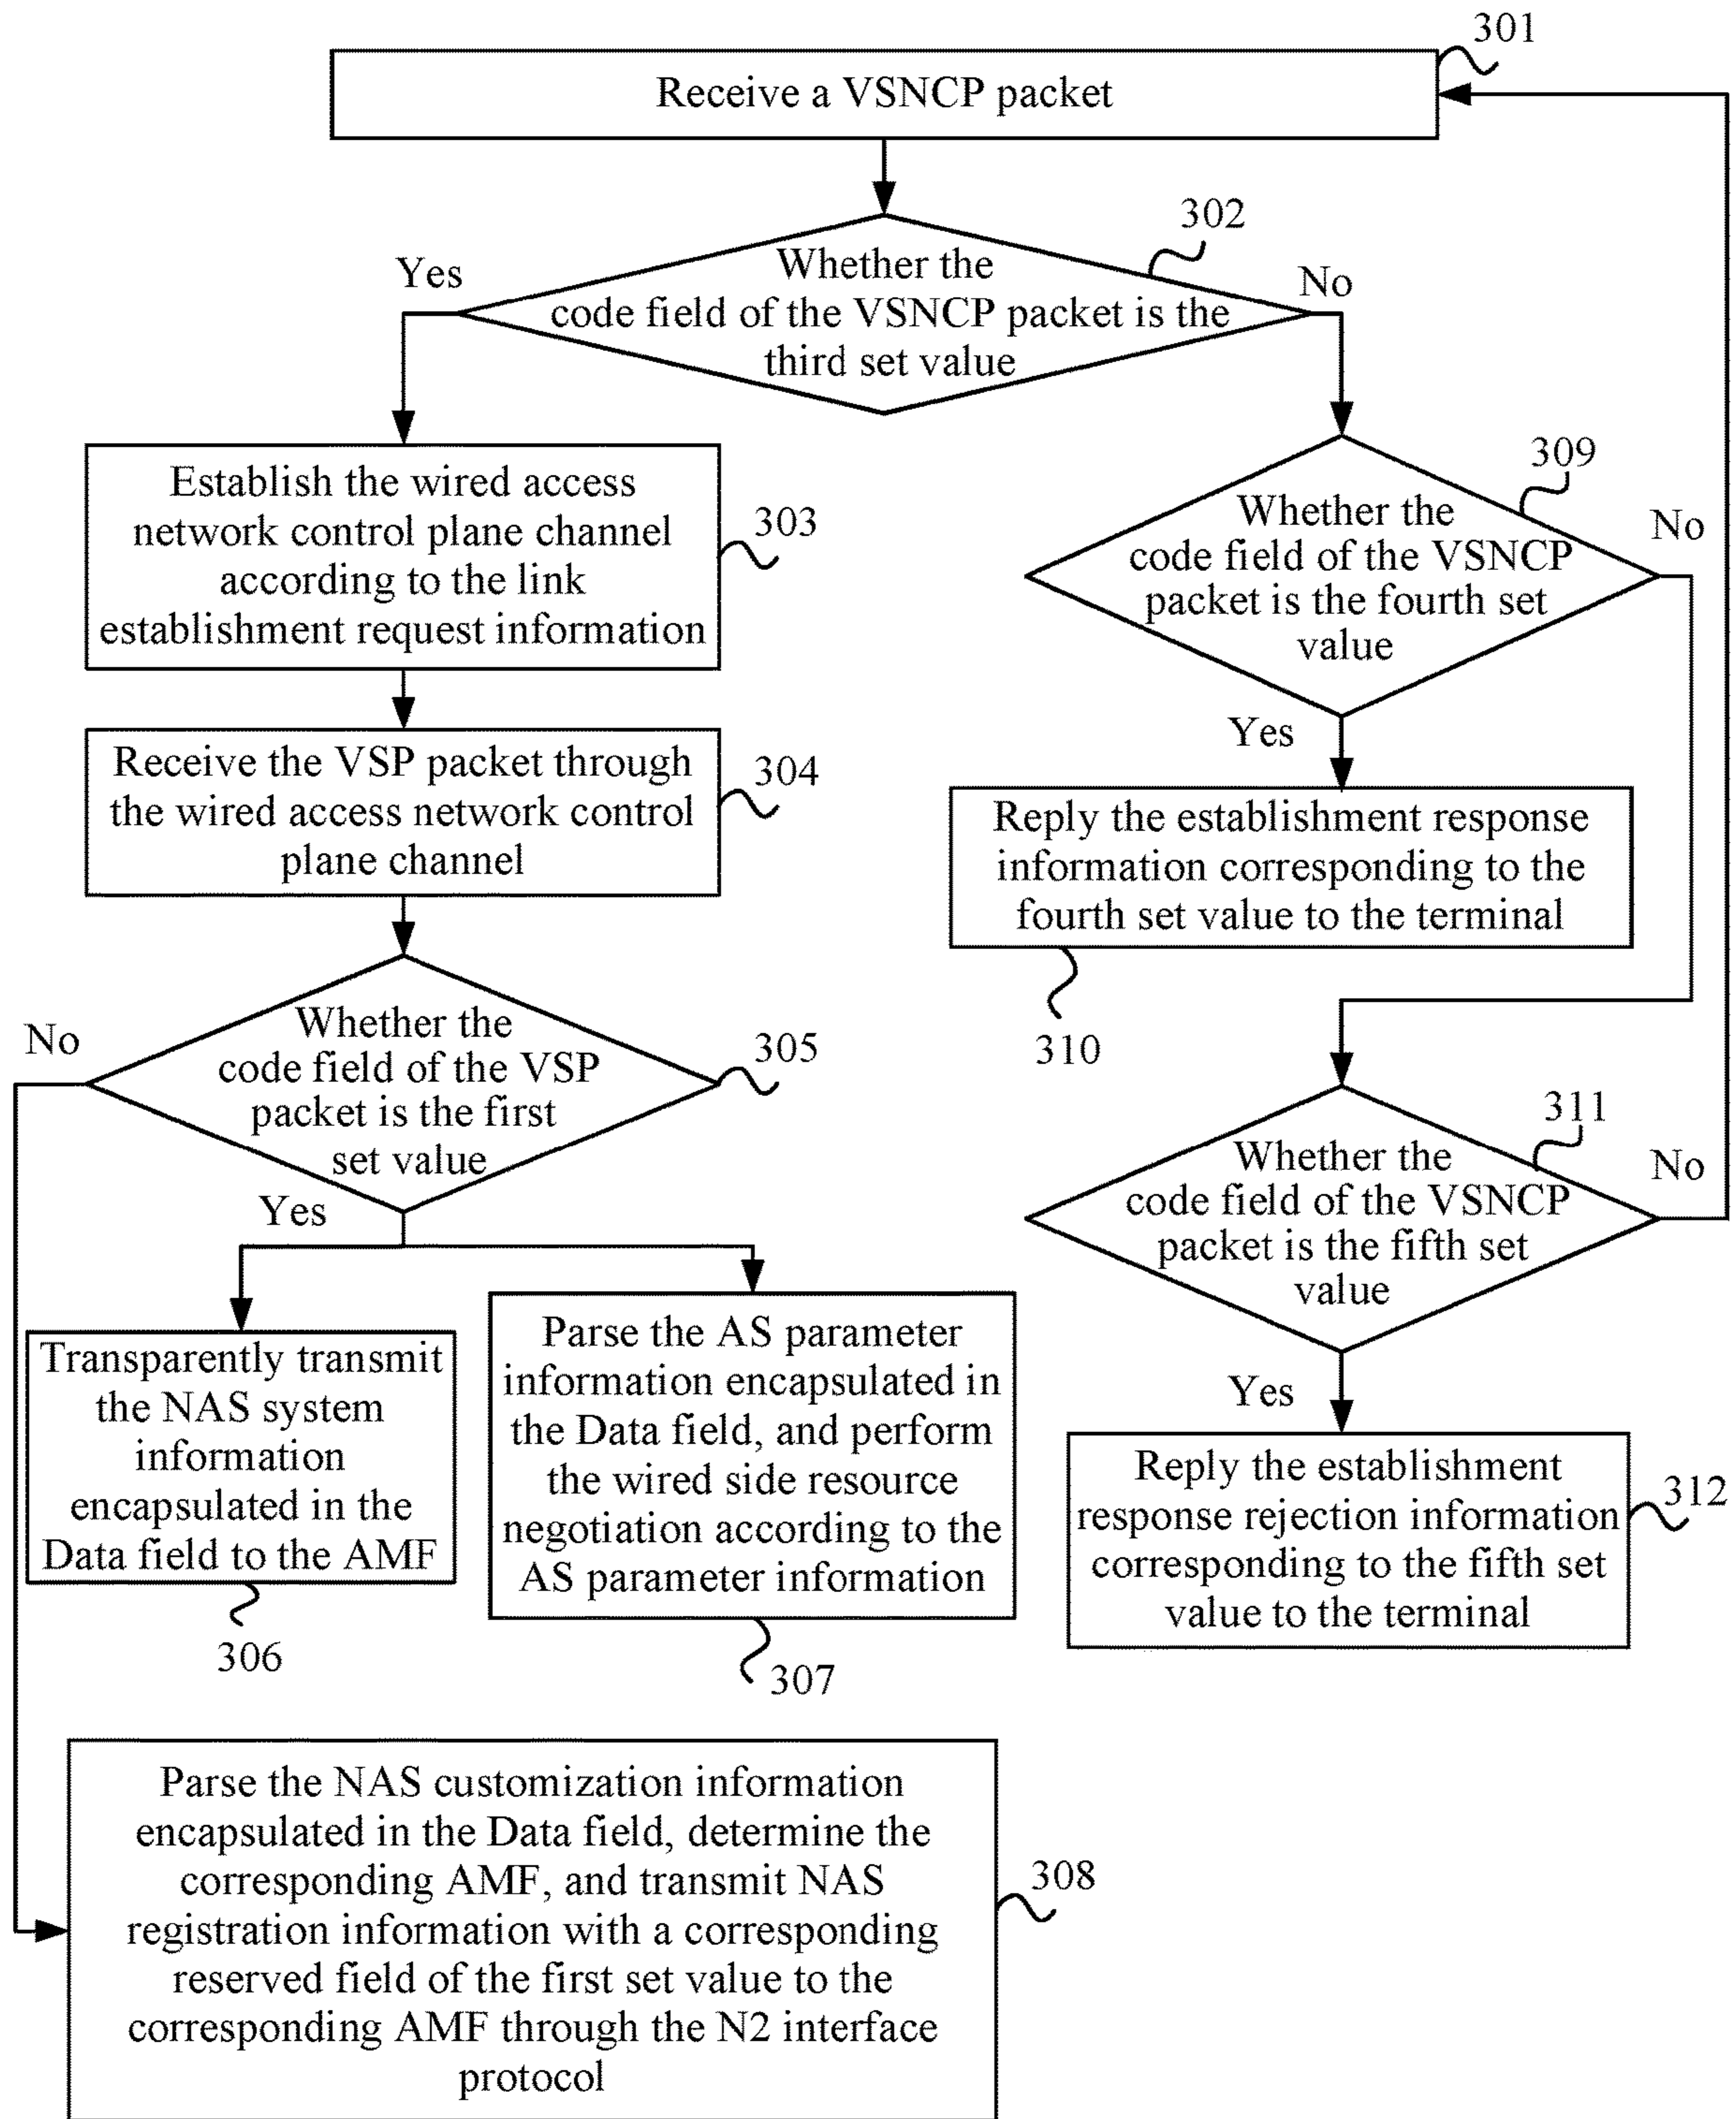 301
Receive a VSNCP packet
302
Yes
No
Whether the
code field of the VSNCP packet is the
third set value
303
Establish the wired access
network control plane channel
according to the link
establishment request information
309
No
Whether the
code field of the VSNCP
packet is the fourth set
value
Yes
304
Receive the VSP packet through
the wired access network control
plane channel
Reply the establishment response
information corresponding to the
fourth set value to the terminal
310
No
305
Whether the
code field of the VSP
packet is the first
set value
Yes
311
No
Whether the
code field of the VSNCP
packet is the fifth set
value
Yes
Transparently transmit
the NAS system
information
encapsulated in the
Data field to the AMF
306
Parse the AS parameter
information encapsulated in
the Data field, and perform
the wired side resource
negotiation according to the
AS parameter information
307
Reply the establishment
response rejection information
corresponding to the fifth set
value to the terminal
312
Parse the NAS customization information
encapsulated in the Data field, determine the
corresponding AMF, and transmit NAS
registration information with a corresponding
reserved field of the first set value to the
corresponding AMF through the N2 interface
protocol
308